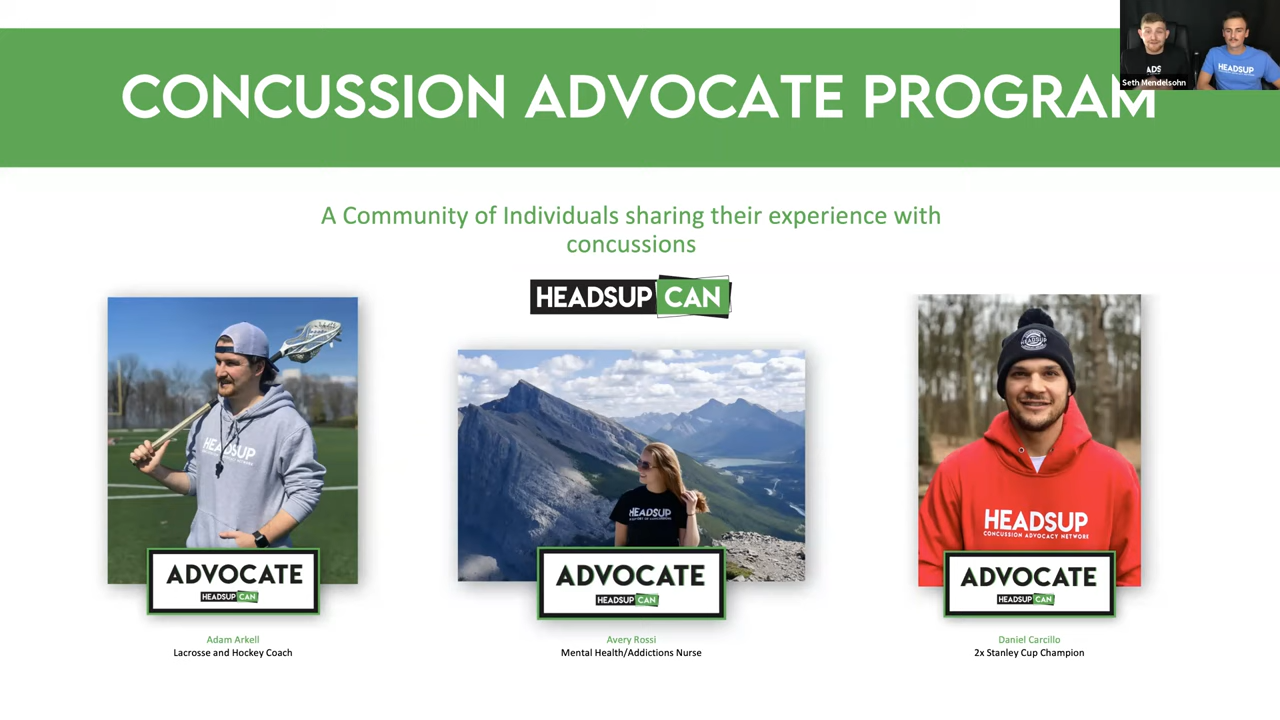 CONCUSSION ADVOCATE PROGRAM
Seth Mendelsohn
HEADSUP
A Community of Individuals sharing their experience with
concussions
HEADSUP CAN
HEADSUP
ADVOCATE
HEADSUP CAN
Adam Arkell
Lacrosse and Hockey Coach
HEADSUP
ADVOCATE
HEADSUP CAN
Avery Rossi
Mental Health/Addictions Nurse
HEADSUP
HEADSUP
CONCUSSION ADVOCACY NETWORK
ADVOCATE
HEADSUP CAN
Daniel Carcillo
2x Stanley Cup Champion